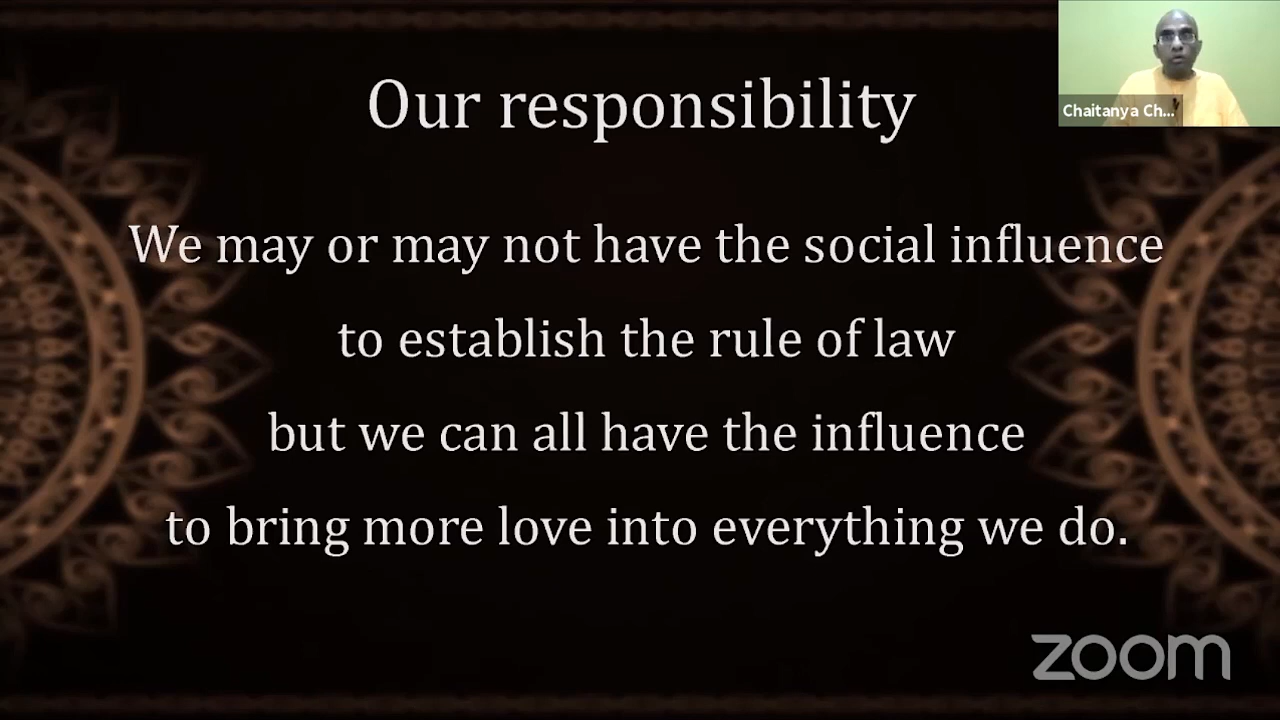 Our responsibility
Chaitanya Ch...
We may or may not have the social influence
to establish the rule of law
but we can all have the influence
to bring more love into everything we do.
zoom